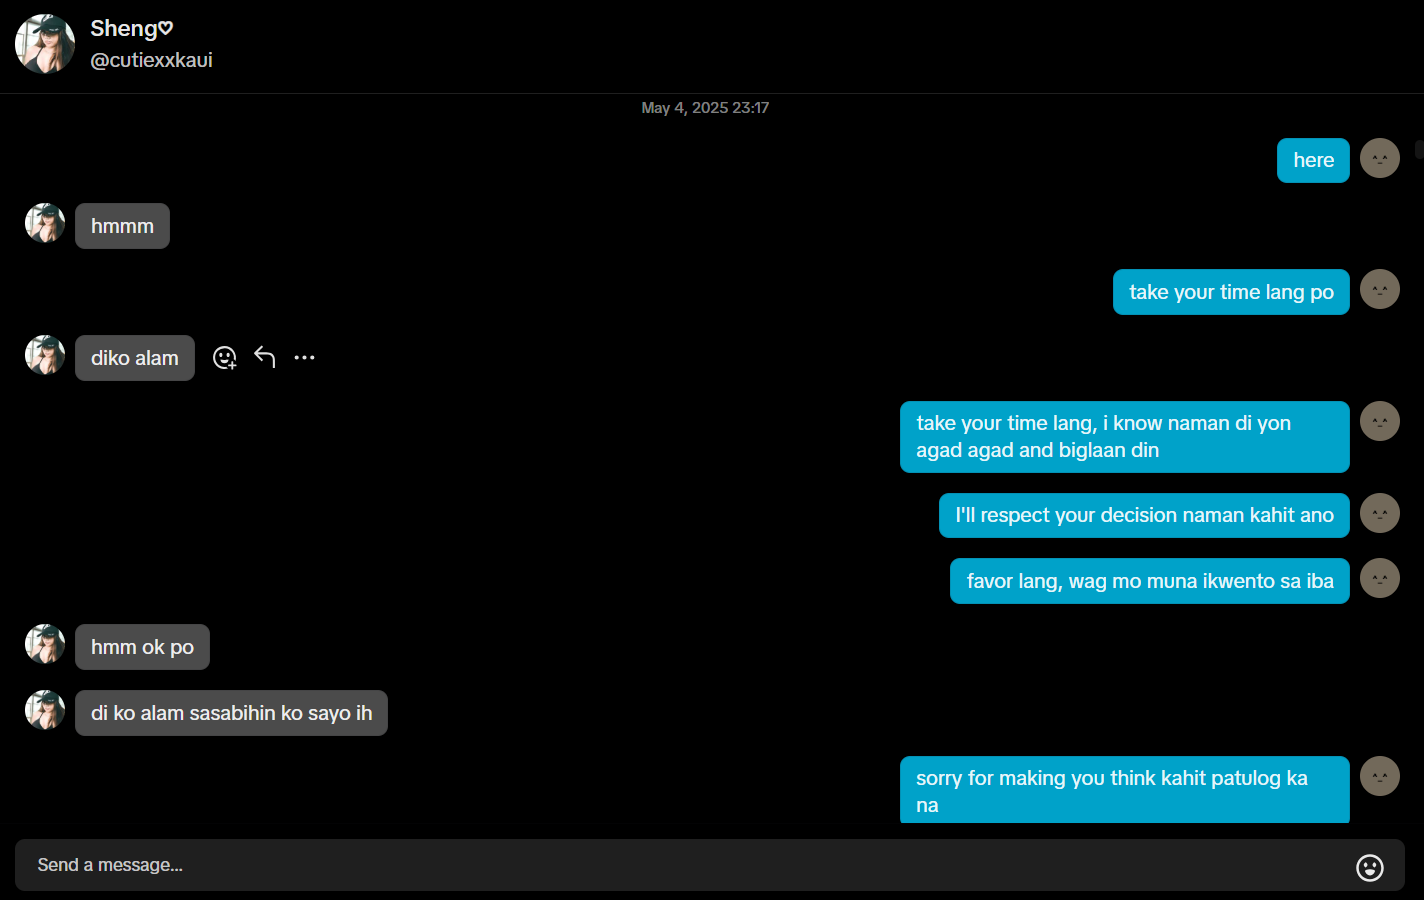 Sheng♡
@cutiexxkaui
May 4, 2025 23:17
here
hmmm
take your time lang po
diko alam
take your time lang, i know naman di yon
agad agad and biglaan din
I'll respect your decision naman kahit ano
favor lang, wag mo muna ikwento sa iba
hmm ok po
di ko alam sasabihin ko sayo ih
sorry for making you think kahit patulog ka
na
Send a message...